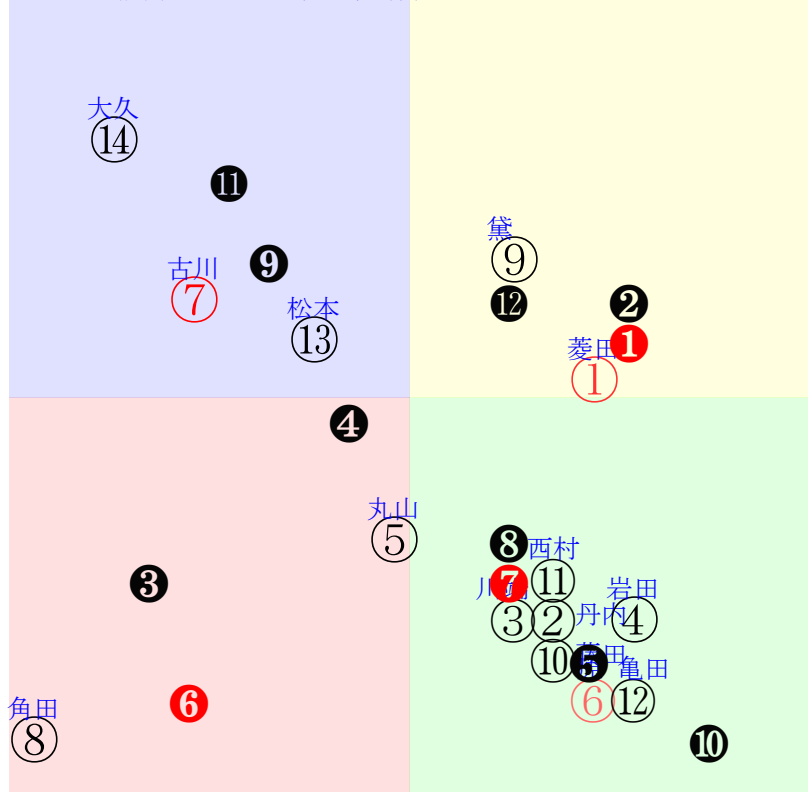 大久
⑭
⓫
黛
⑨
古川
❾
⑦
松本
⓬
❷
⑬
❶
菱田
①
❹
丸山
⑤
❽
西村
❼
⑪
岩田
❸
③
②
丹内
④
⑩
❺
亀田
❻
⑥
⑫
角田
⑧
❿